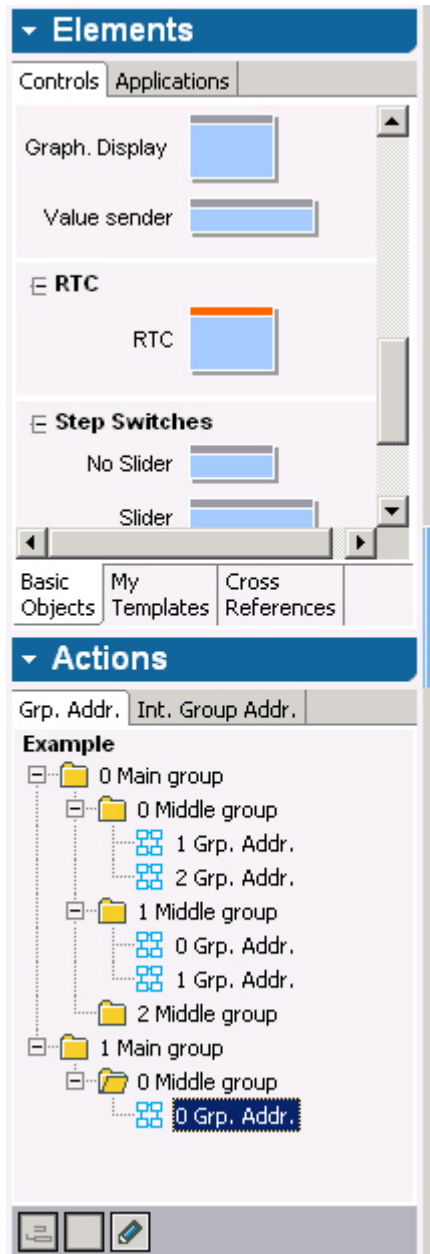 Elements
Controls Applications
Graph. Display
Value sender
RTC
RTC
Step Switches
No Slider
Slider
Basic Objects My Templates Cross References
Actions
Grp. Addr. Int. Group Addr.
Example
0 Main group
0 Middle group
1 Grp. Addr.
2 Grp. Addr.
1 Middle group
0 Grp. Addr.
1 Grp. Addr.
2 Middle group
1 Main group
0 Middle group
0 Grp. Addr.